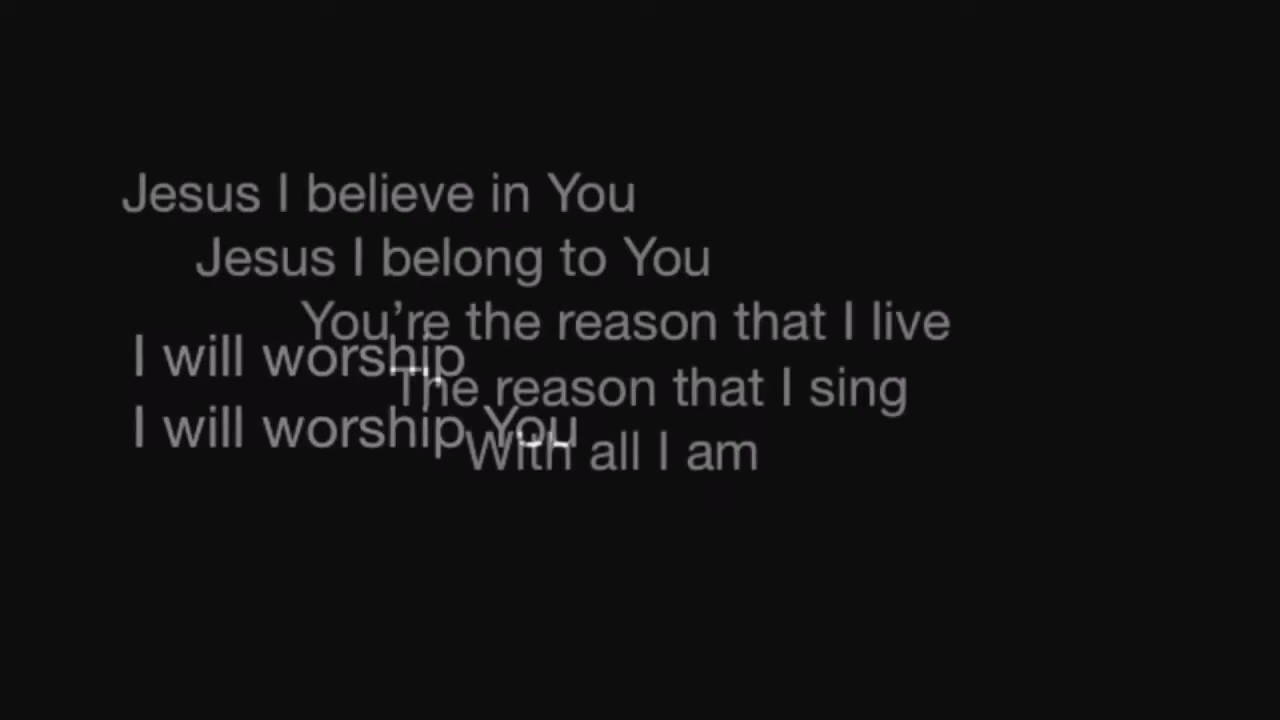 Jesus I believe in You
Jesus I belong to You
You're the reason that I live
I will worship
The reason that I sing
I will worship You
With all I am